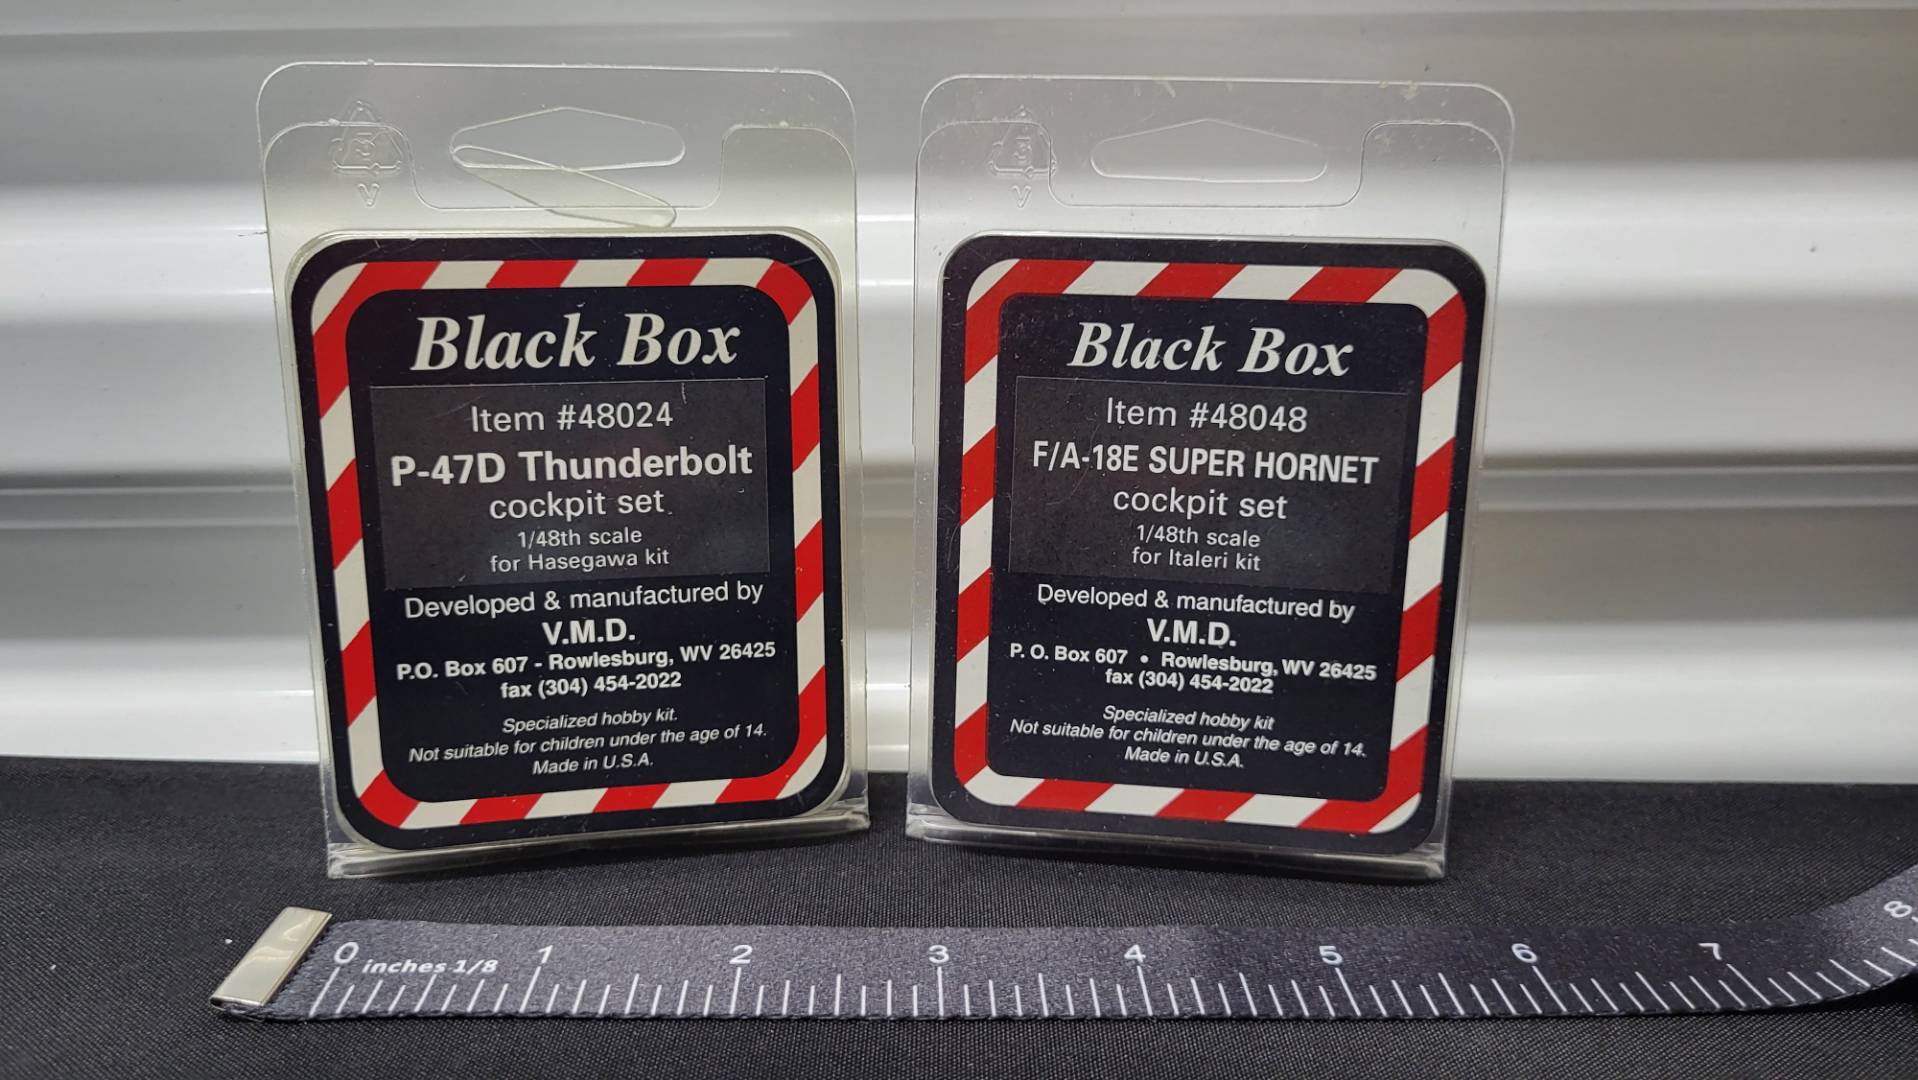 Black Box
Item #48024
P-47D Thunderbolt
cockpit set
1/48th scale
for Hasegawa kit
Developed & manufactured by
V.M.D.
P.O. Box 607 - Rowlesburg, WV 26425
fax (304) 454-2022
Specialized hobby kit.
Not suitable for children under the age of 14.
Made in U.S.A.
Black Box
Item #48048
F/A-18E SUPER HORNET
cockpit set
1/48th scale
for Italeri kit
Developed & manufactured by
V.M.D.
P. O. Box 607 • Rowlesburg, WV 26425
fax (304) 454-2022
Specialized hobby kit
Not suitable for children under the age of 14.
Made in U.S.A.
3
V
3
V
0 inches 1/8 1 2 3 4 5 6 7 8